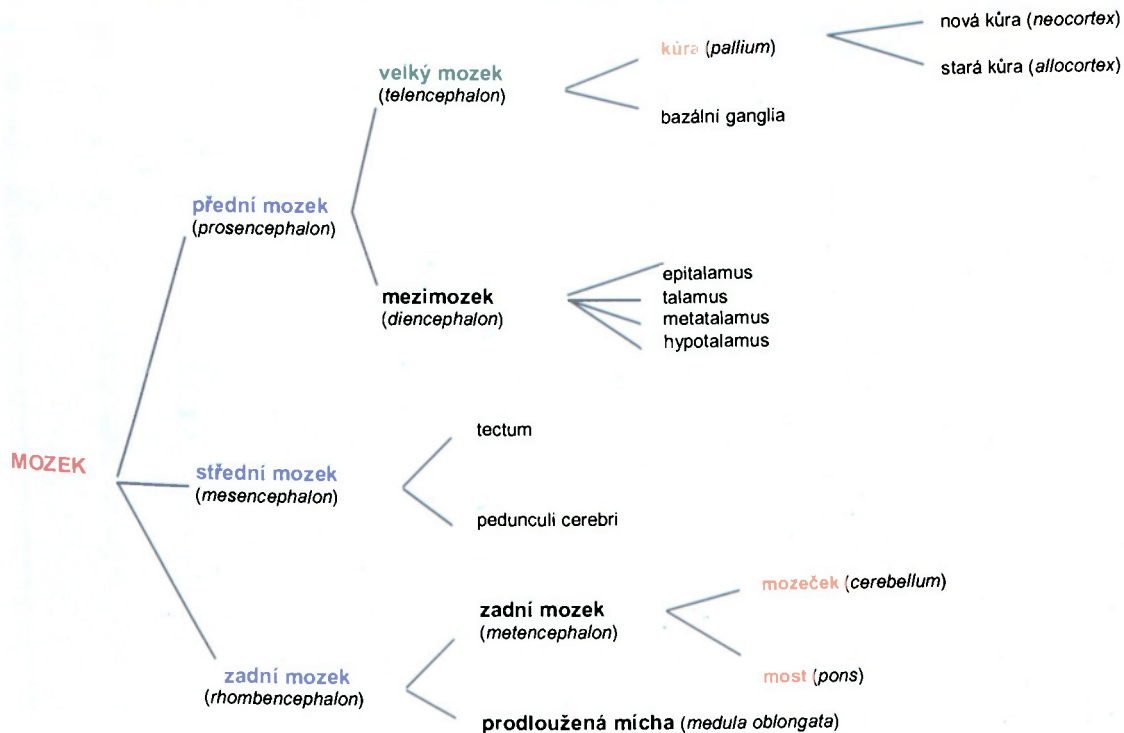 nová kůra (neocortex)
kůra (pallium)
stará kůra (allocortex)
velký mozek
(telencephalon)
bazální ganglia
přední mozek
(prosencephalon)
epitalamus
talamus
metatalamus
hypotalamus
mezimozek
(diencephalon)
tectum
MOZEK
střední mozek
(mesencephalon)
pedunculi cerebri
mozeček (cerebellum)
zadní mozek
(metencephalon)
most (pons)
zadní mozek
(rhombencephalon)
prodloužená mícha (medula oblongata)